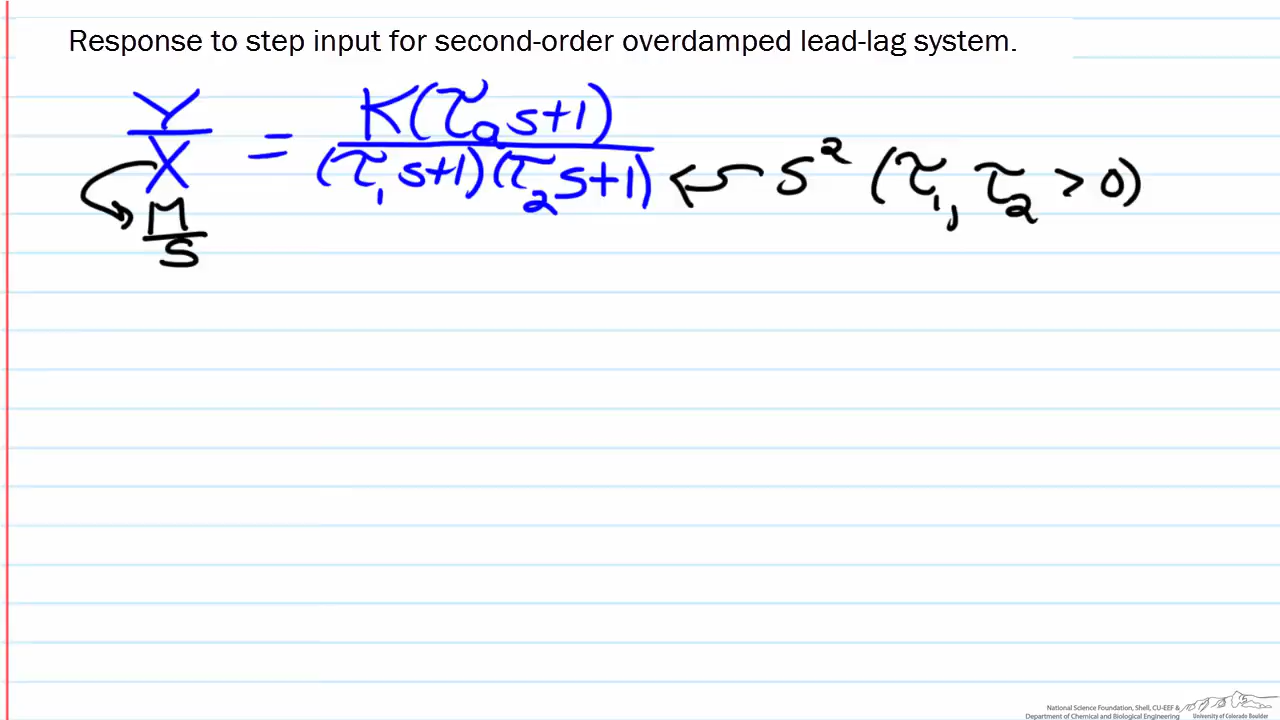 Response to step input for second-order overdamped lead-lag system.
Y/X = K(τₐs+1)/(τ₁s+1)(τ₂s+1) ← s² (τ₁, τ₂ > 0)
M/s
National Science Foundation, Shell, CU-EEF &
Department of Chemical and Biological Engineering
University of Colorado Boulder